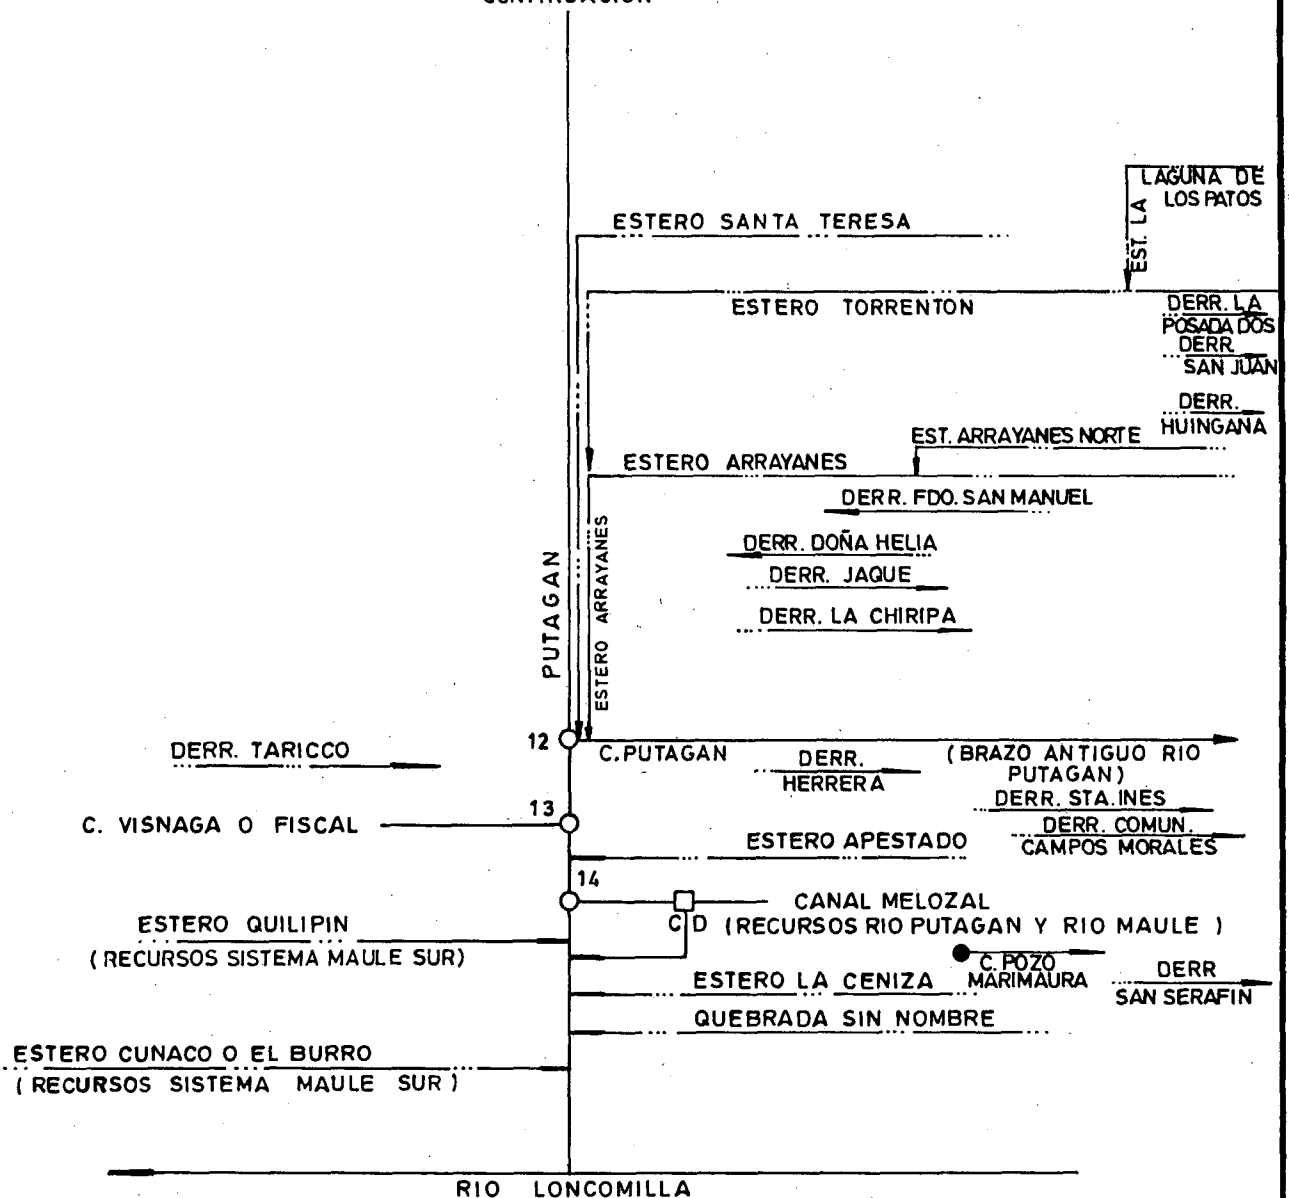 LAGUNA DE
LOS PATOS
EST. LA
ESTERO SANTA TERESA
ESTERO TORRENTON
DERR. LA
POSADA DOS
DERR
SAN JUAN
DERR.
HUINGANA
EST. ARRAYANES NORTE
ESTERO ARRAYANES
DERR. FDO. SAN MANUEL
DERR. DOÑA HELIA
DERR. JAQUE
DERR. LA CHIRIPA
PUTAGAN
ESTERO ARRAYANES
12
DERR. TARICCO
C. PUTAGAN
DERR.
HERRERA
(BRAZO ANTIGUO RIO
PUTAGAN)
DERR. STA. INES
13
C. VISNAGA O FISCAL
DERR. COMUN.
CAMPOS MORALES
ESTERO APESTADO
14
CANAL MELOZAL
C D (RECURSOS RIO PUTAGAN Y RIO MAULE )
ESTERO QUILIPIN
(RECURSOS SISTEMA MAULE SUR)
C. POZO
MARIMAURA
DERR
SAN SERAFIN
ESTERO LA CENIZA
QUEBRADA SIN NOMBRE
ESTERO CUNACO O EL BURRO
( RECURSOS SISTEMA MAULE SUR )
RIO LONCOMILLA